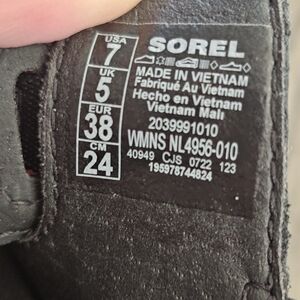 USA
7
UK
5
EUR
38
CM
24
SOREL
MADE IN VIETNAM
Fabriqué Au Vietnam
Hecho en Vietnam
Vietnam Malı
2039991010
WMNS NL4956-010
40949 CJS 0722 123
195978744824